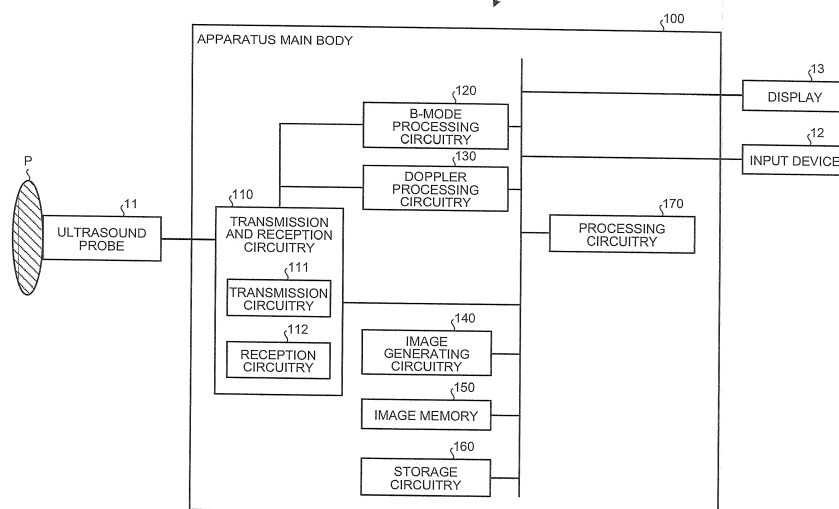 100
APPARATUS MAIN BODY
13
DISPLAY
120
B-MODE
PROCESSING
CIRCUITRY
12
INPUT DEVICE
130
DOPPLER
PROCESSING
CIRCUITRY
P
11
ULTRASOUND
PROBE
110
TRANSMISSION
AND RECEPTION
CIRCUITRY
170
PROCESSING
CIRCUITRY
111
TRANSMISSION
CIRCUITRY
112
RECEPTION
CIRCUITRY
140
IMAGE
GENERATING
CIRCUITRY
150
IMAGE MEMORY
160
STORAGE
CIRCUITRY